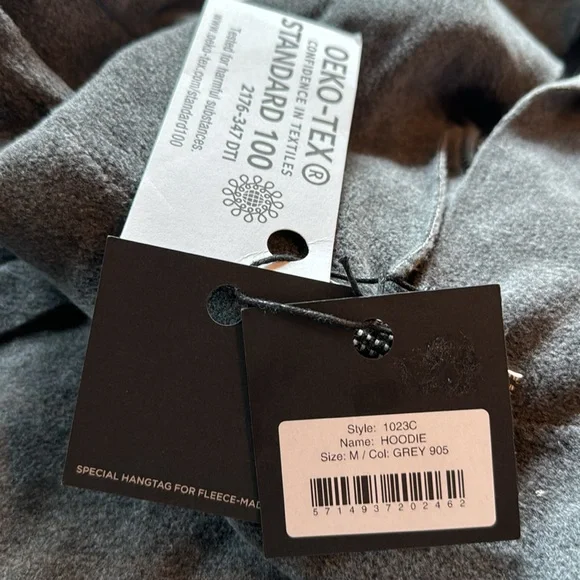 OEKO-TEX®
CONFIDENCE IN TEXTILES
STANDARD 100
2176-347 DTI
Tested for harmful substances.
www.oeko-tex.com/standard100
SPECIAL HANGTAG FOR FLEECE-MAD
Style: 1023C
Name: HOODIE
Size: M / Col: GREY 905
5714937202462